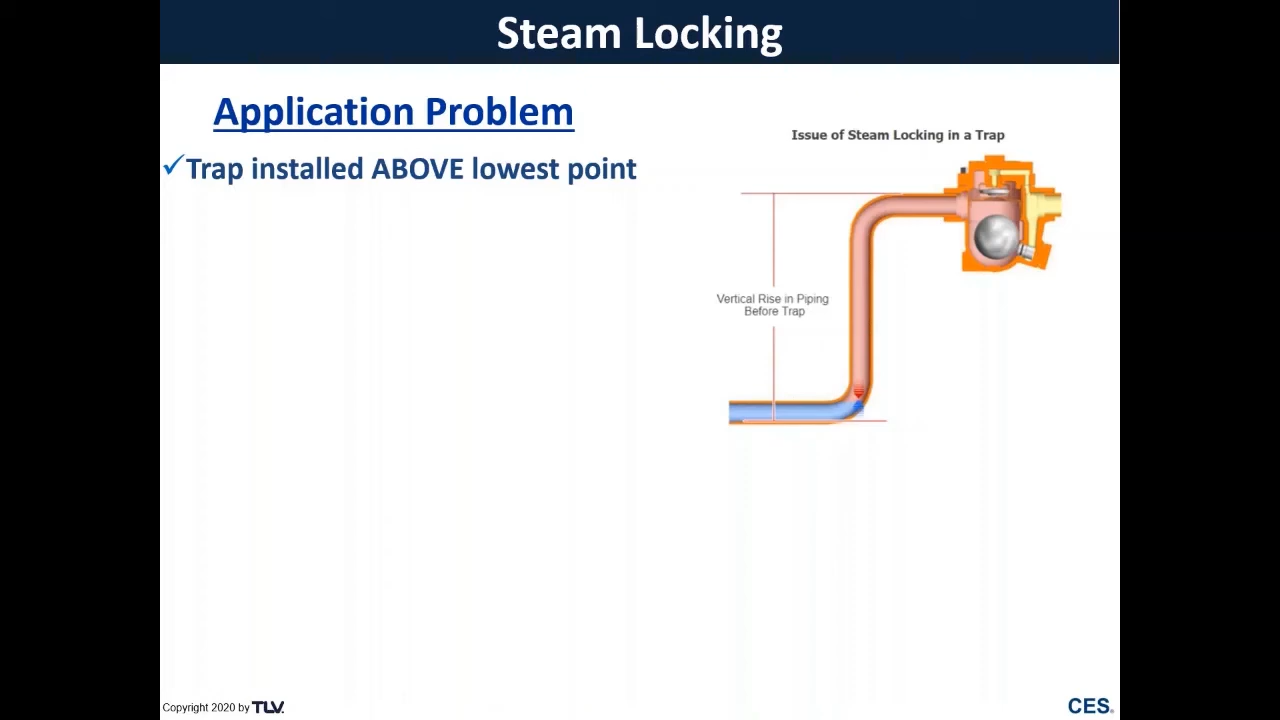 Steam Locking
Application Problem
✓Trap installed ABOVE lowest point
Issue of Steam Locking in a Trap
Vertical Rise in Piping
Before Trap
Copyright 2020 by TLV.
CES